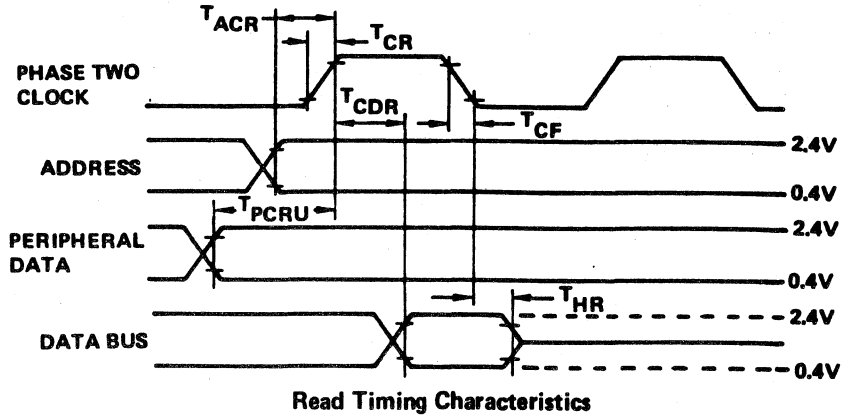 TACR
TCR
PHASE TWO
CLOCK
TCDR
TCF
2.4V
ADDRESS
0.4V
TPCRU
2.4V
PERIPHERAL
DATA
0.4V
THR
2.4V
DATA BUS
0.4V
Read Timing Characteristics